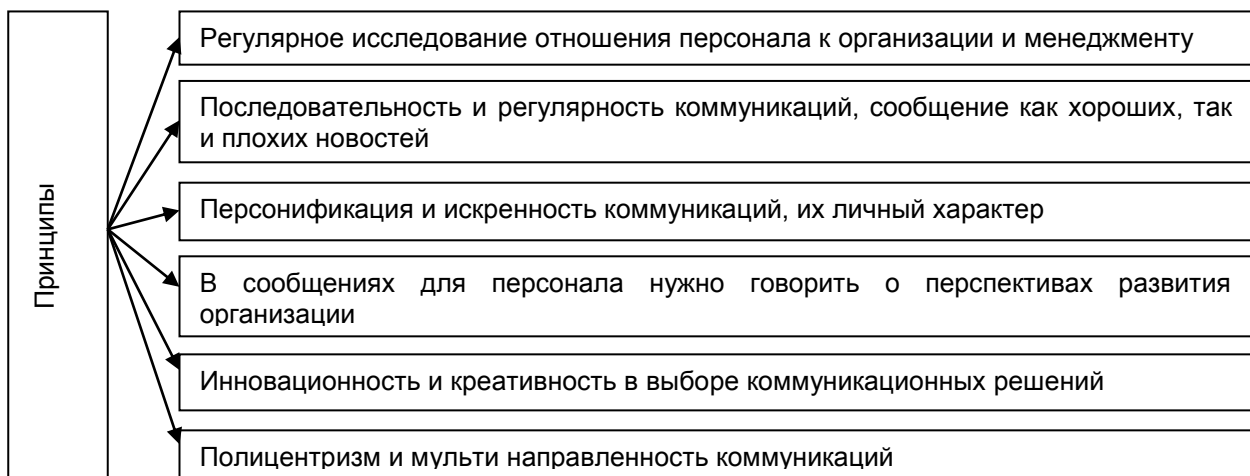 Принципы
Регулярное исследование отношения персонала к организации и менеджменту
Последовательность и регулярность коммуникаций, сообщение как хороших, так
и плохих новостей
Персонификация и искренность коммуникаций, их личный характер
В сообщениях для персонала нужно говорить о перспективах развития
организации
Инновационность и креативность в выборе коммуникационных решений
Полицентризм и мульти направленность коммуникаций